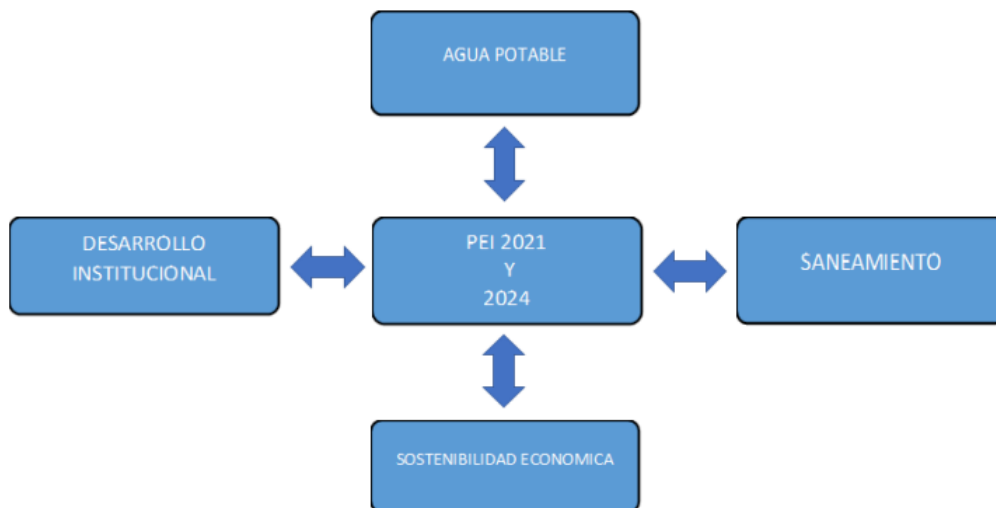 AGUA POTABLE
DESARROLLO
INSTITUCIONAL
PEI 2021
Y
2024
SANEAMIENTO
SOSTENIBILIDAD ECONOMICA